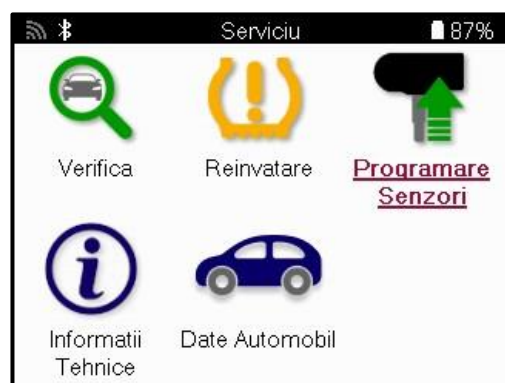 Serviciu 87%
Verifica
Reinvatare
Programare
Senzori
Informatii
Tehnice
Date Automobil